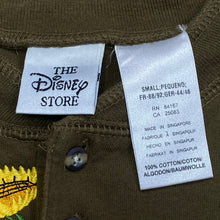 THE
DISNEY
STORE
SMALL, PEQUENO;
FR-88/92; GER-44/46
RN 84167
CA 25083
MADE IN SINGAPORE
FABRIQUE A SINGAPOUR
HECHO EN SINGAPUR
MADE IN SINGAPUR
100% COTTON/COTON/
ALGODON/BAUMWOLLE